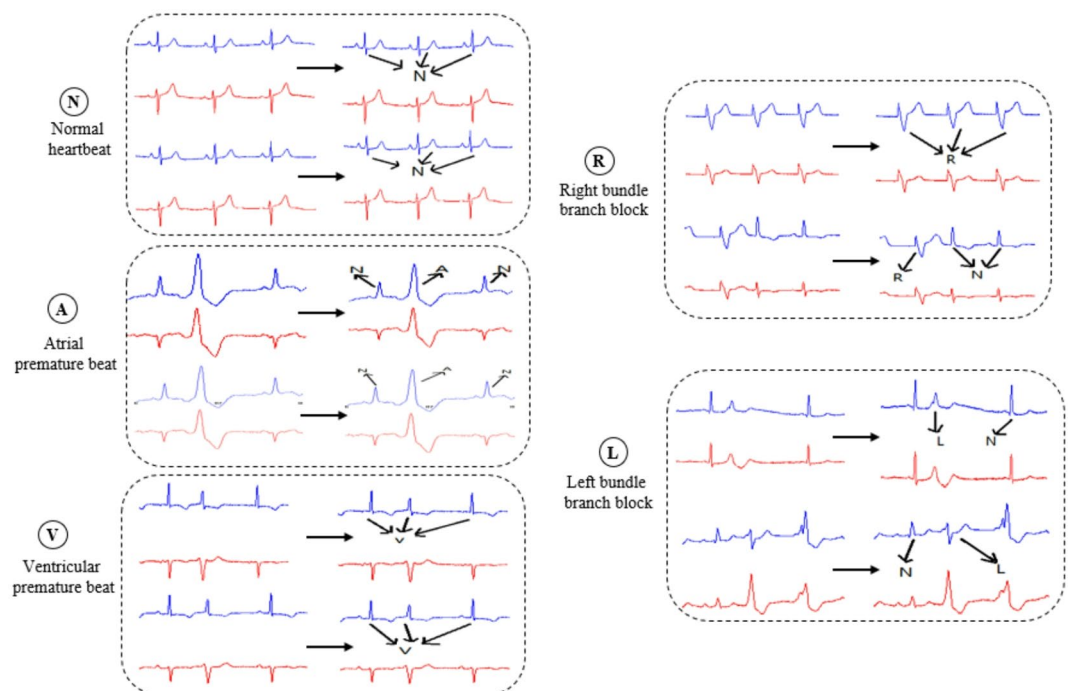 N
Normal
heartbeat
N
N
A
Atrial
premature beat
N
A
N
N
A
N
V
Ventricular
premature beat
V
V
R
Right bundle
branch block
R
R
N
L
Left bundle
branch block
L
N
N
L